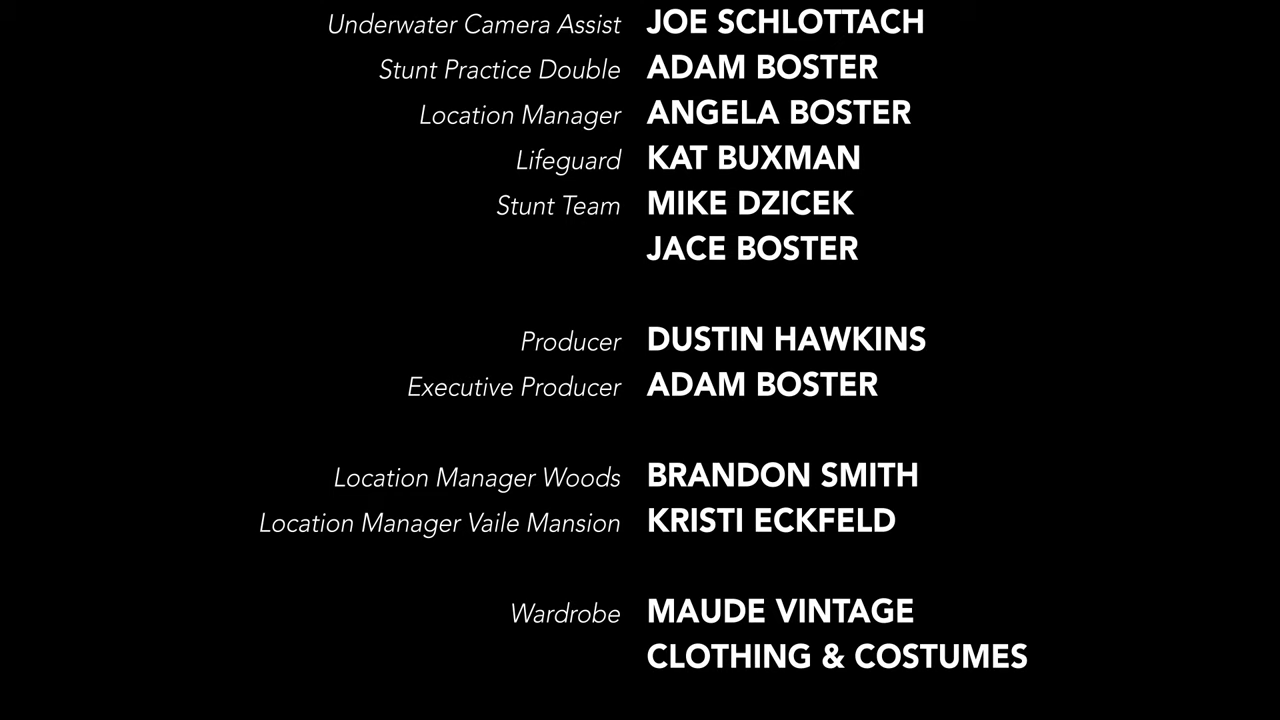 Underwater Camera Assist JOE SCHLOTTACH
Stunt Practice Double ADAM BOSTER
Location Manager ANGELA BOSTER
Lifeguard KAT BUXMAN
Stunt Team MIKE DZICEK
JACE BOSTER
Producer DUSTIN HAWKINS
Executive Producer ADAM BOSTER
Location Manager Woods BRANDON SMITH
Location Manager Vaile Mansion KRISTI ECKFELD
Wardrobe MAUDE VINTAGE
CLOTHING & COSTUMES